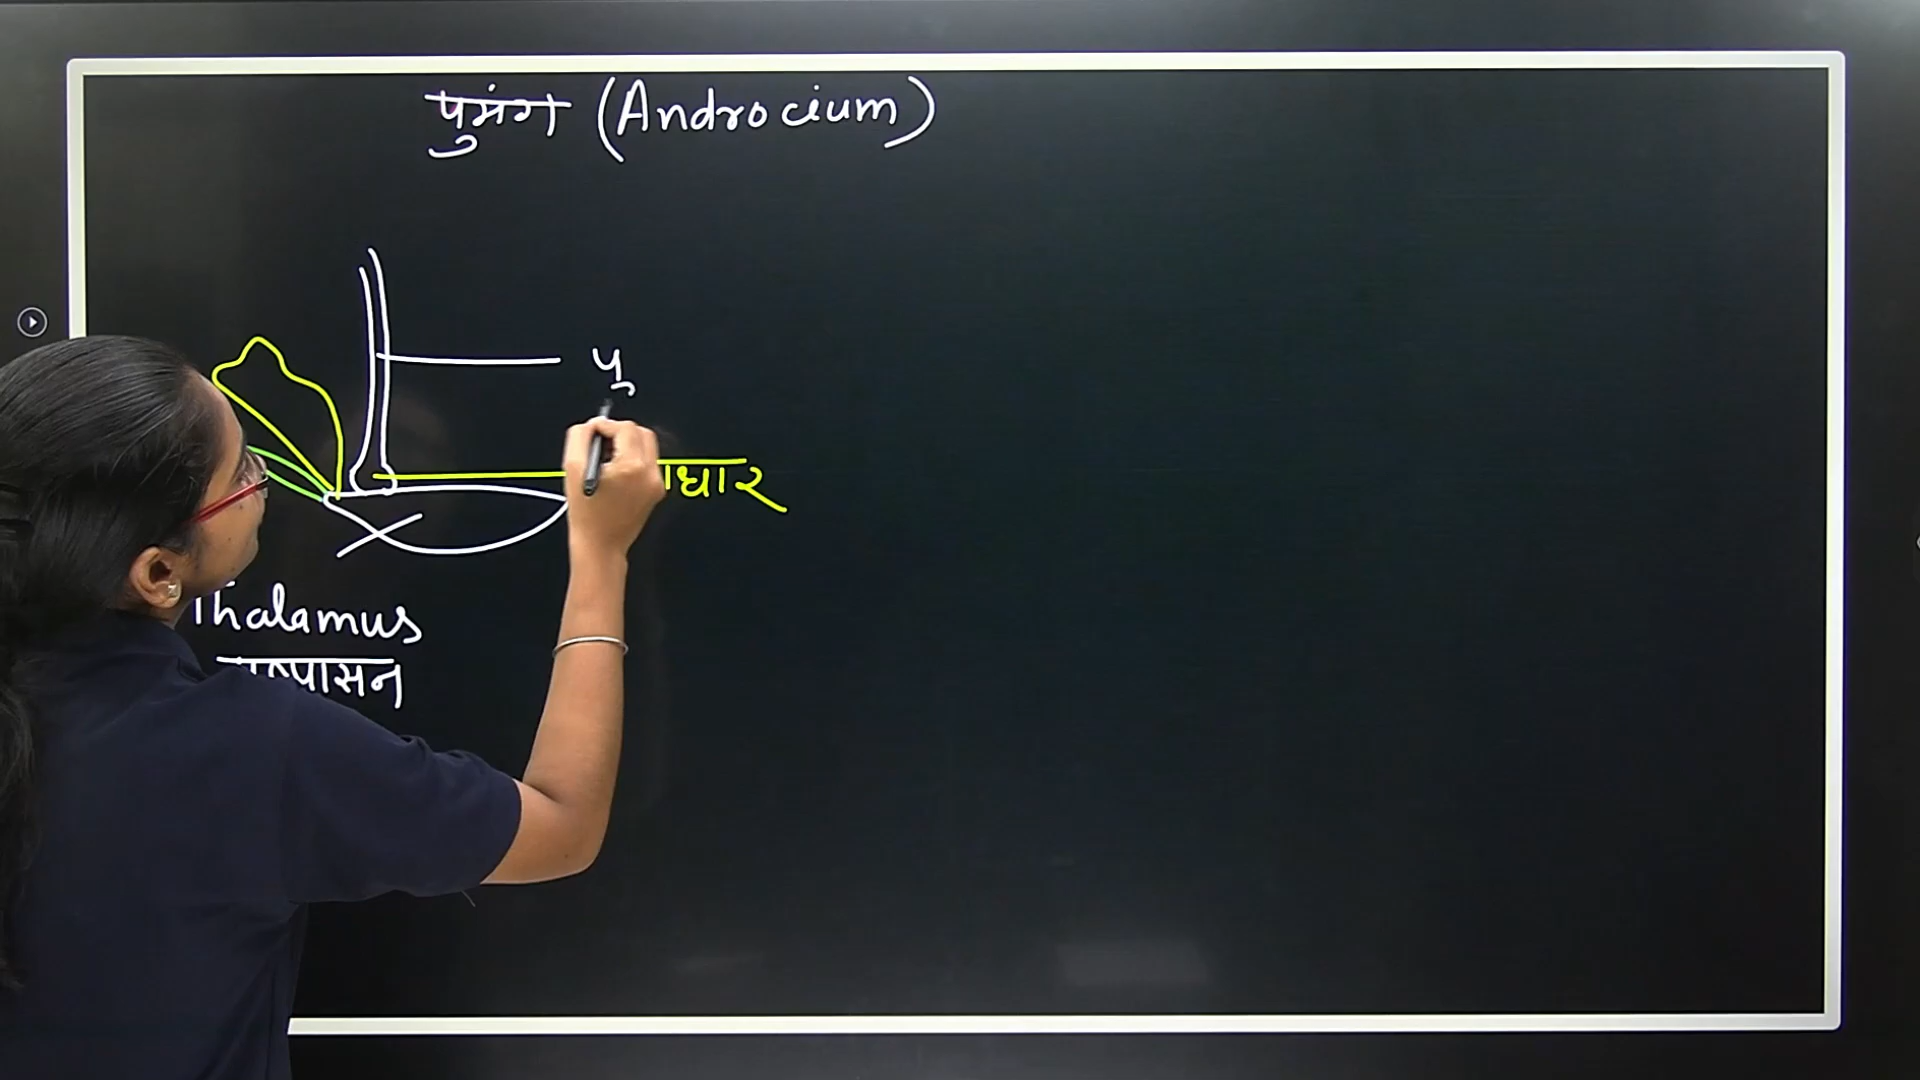 पुमंग (Androcium)
पु
धार
Thalamus
पासन